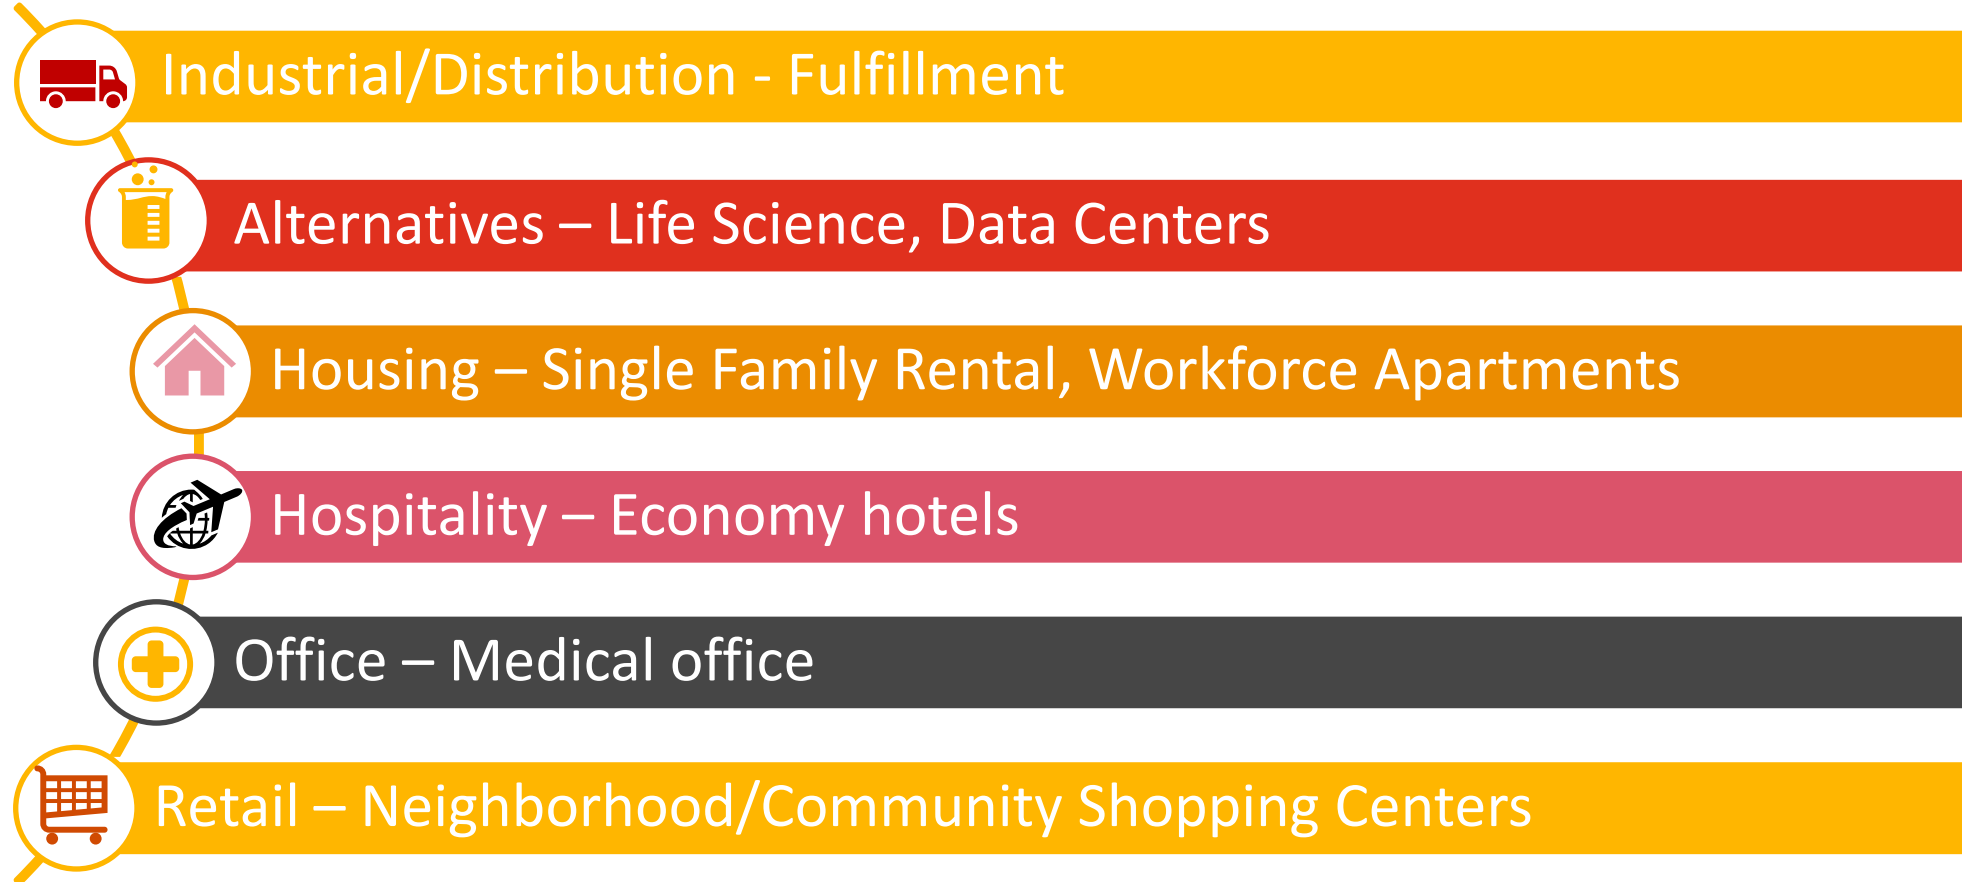 Industrial/Distribution - Fulfillment
Alternatives – Life Science, Data Centers
Housing – Single Family Rental, Workforce Apartments
Hospitality – Economy hotels
Office – Medical office
Retail – Neighborhood/Community Shopping Centers